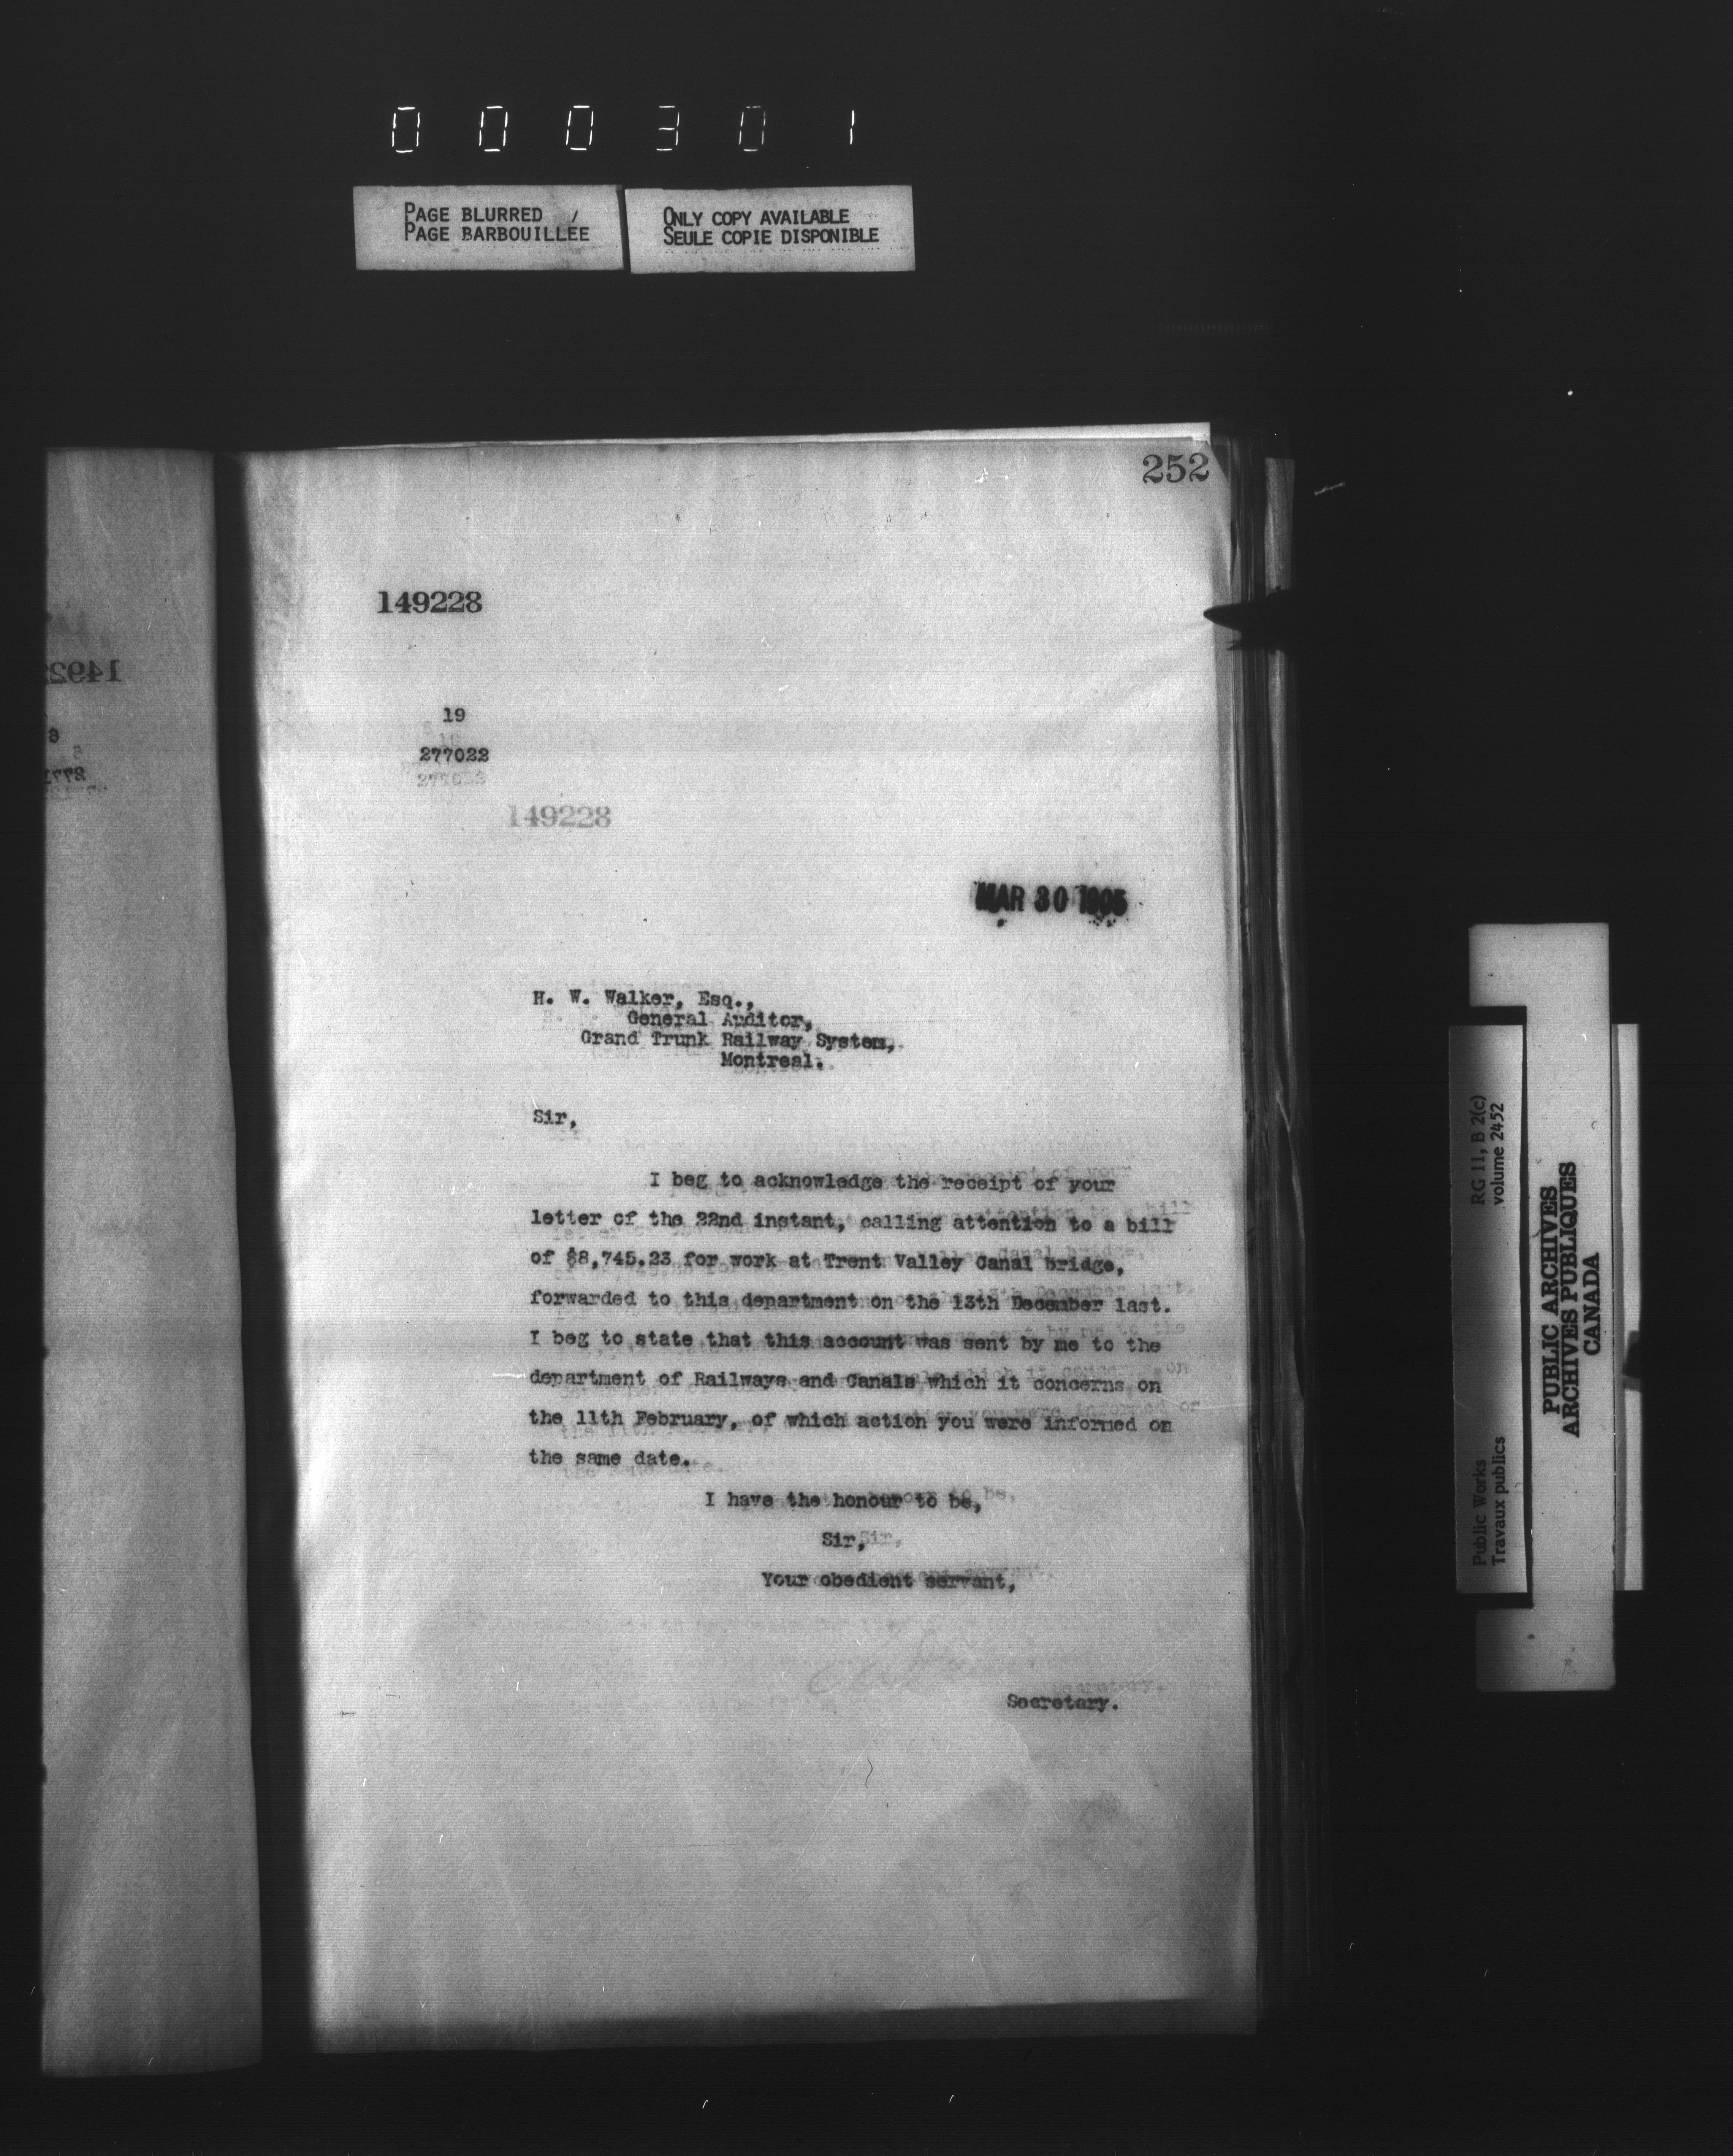 000301
PAGE BLURRED /
PAGE BARBOUILLÉE
ONLY COPY AVAILABLE
SEULE COPIE DISPONIBLE
252
149228
19
277022
149228
MAR 30 1905
H. W. Walker, Esq.,
General Auditor,
Grand Trunk Railway System,
Montreal.
Sir,
I beg to acknowledge the receipt of your
letter of the 22nd instant, calling attention to a bill
of $8,745.23 for work at Trent Valley Canal bridge,
forwarded to this department on the 13th December last.
I beg to state that this account was sent by me to the
department of Railways and Canals which it concerns on
the 11th February, of which action you were informed on
the same date.
I have the honour to be,
Sir,
Your obedient servant,
Secretary.
RG 11, B 2(c)
volume 2452
Public Works
Travaux publics
PUBLIC ARCHIVES
ARCHIVES PUBLIQUES
CANADA